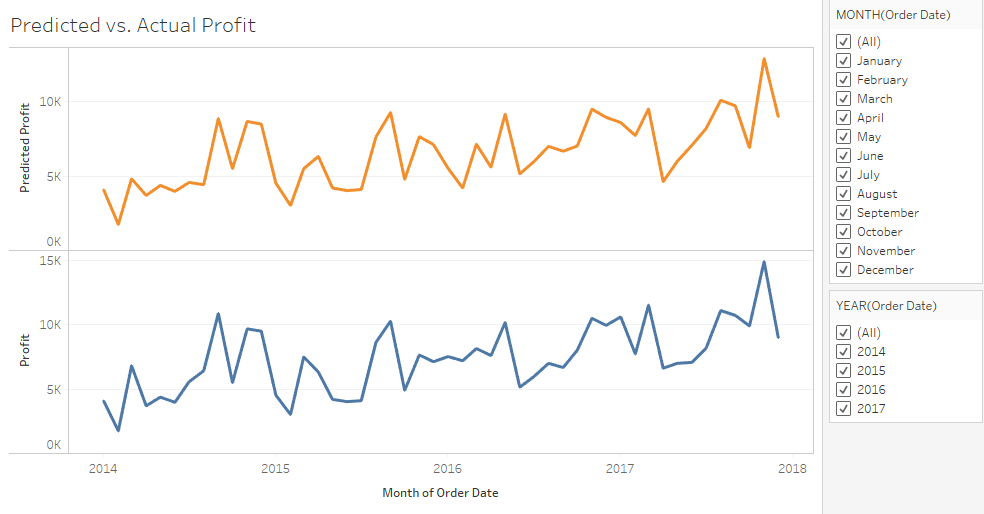 Predicted vs. Actual Profit
Predicted Profit
10K
5K
0K
Profit
15K
10K
5K
0K
2014
2015
2016
2017
2018
Month of Order Date
MONTH(Order Date)
(All)
January
February
March
April
May
June
July
August
September
October
November
December
YEAR(Order Date)
(All)
2014
2015
2016
2017